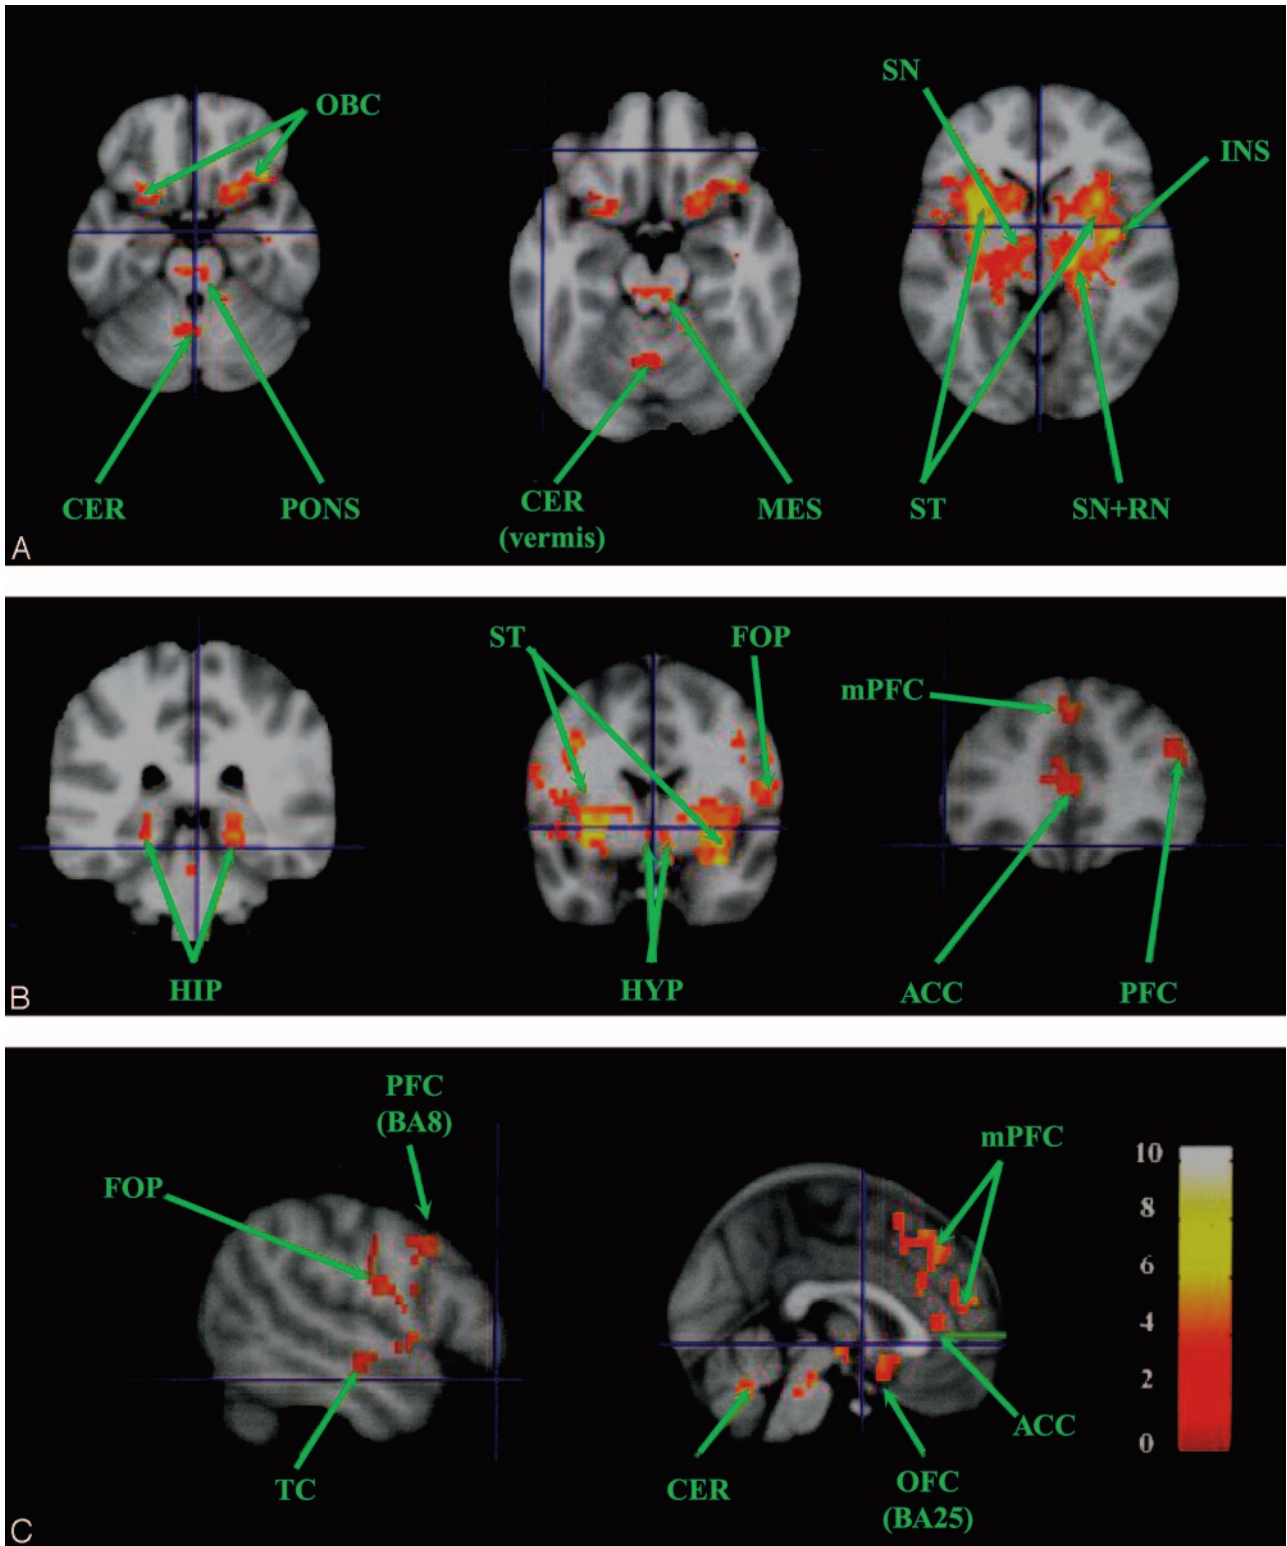 OBC
CER
PONS
CER
(vermis)
MES
SN
INS
ST
SN+RN
A
ST
FOP
mPFC
HIP
HYP
ACC
PFC
B
PFC
(BA8)
FOP
TC
mPFC
ACC
CER
OFC
(BA25)
10
8
6
4
2
0
C